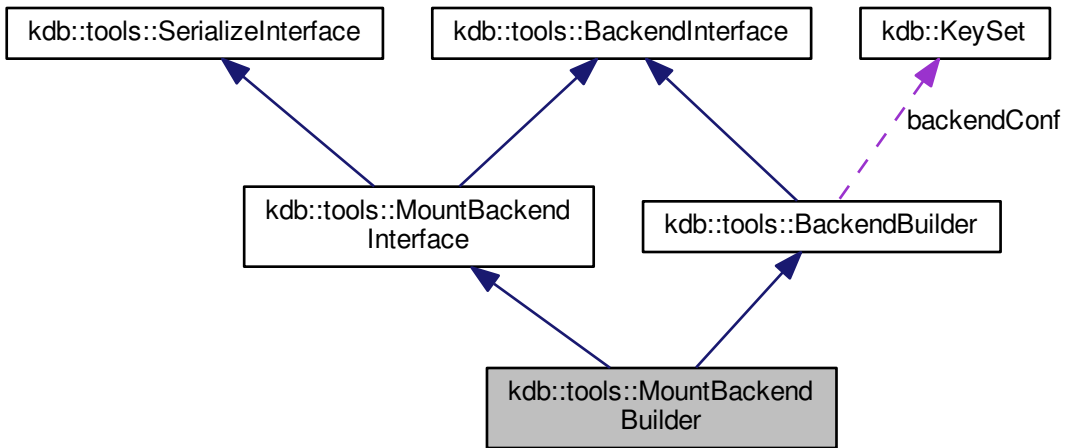 kdb::tools::SerializeInterface
kdb::tools::BackendInterface
kdb::KeySet
backendConf
kdb::tools::MountBackend
Interface
kdb::tools::BackendBuilder
kdb::tools::MountBackend
Builder